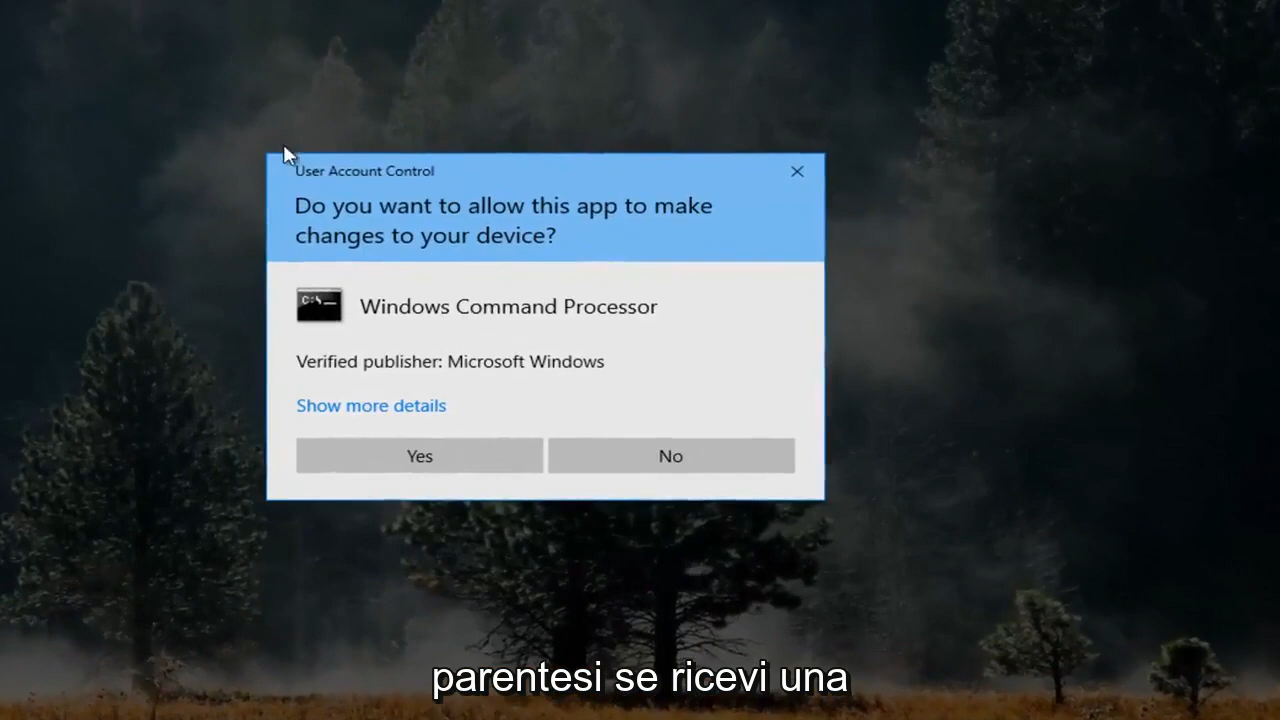 User Account Control
Do you want to allow this app to make
changes to your device?
C:\
Windows Command Processor
Verified publisher: Microsoft Windows
Show more details
Yes
No
parentesi se ricevi una